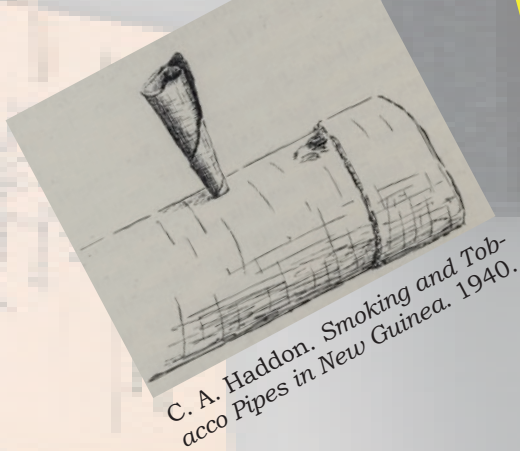 C. A. Haddon. Smoking and Tob-
acco Pipes in New Guinea. 1940.